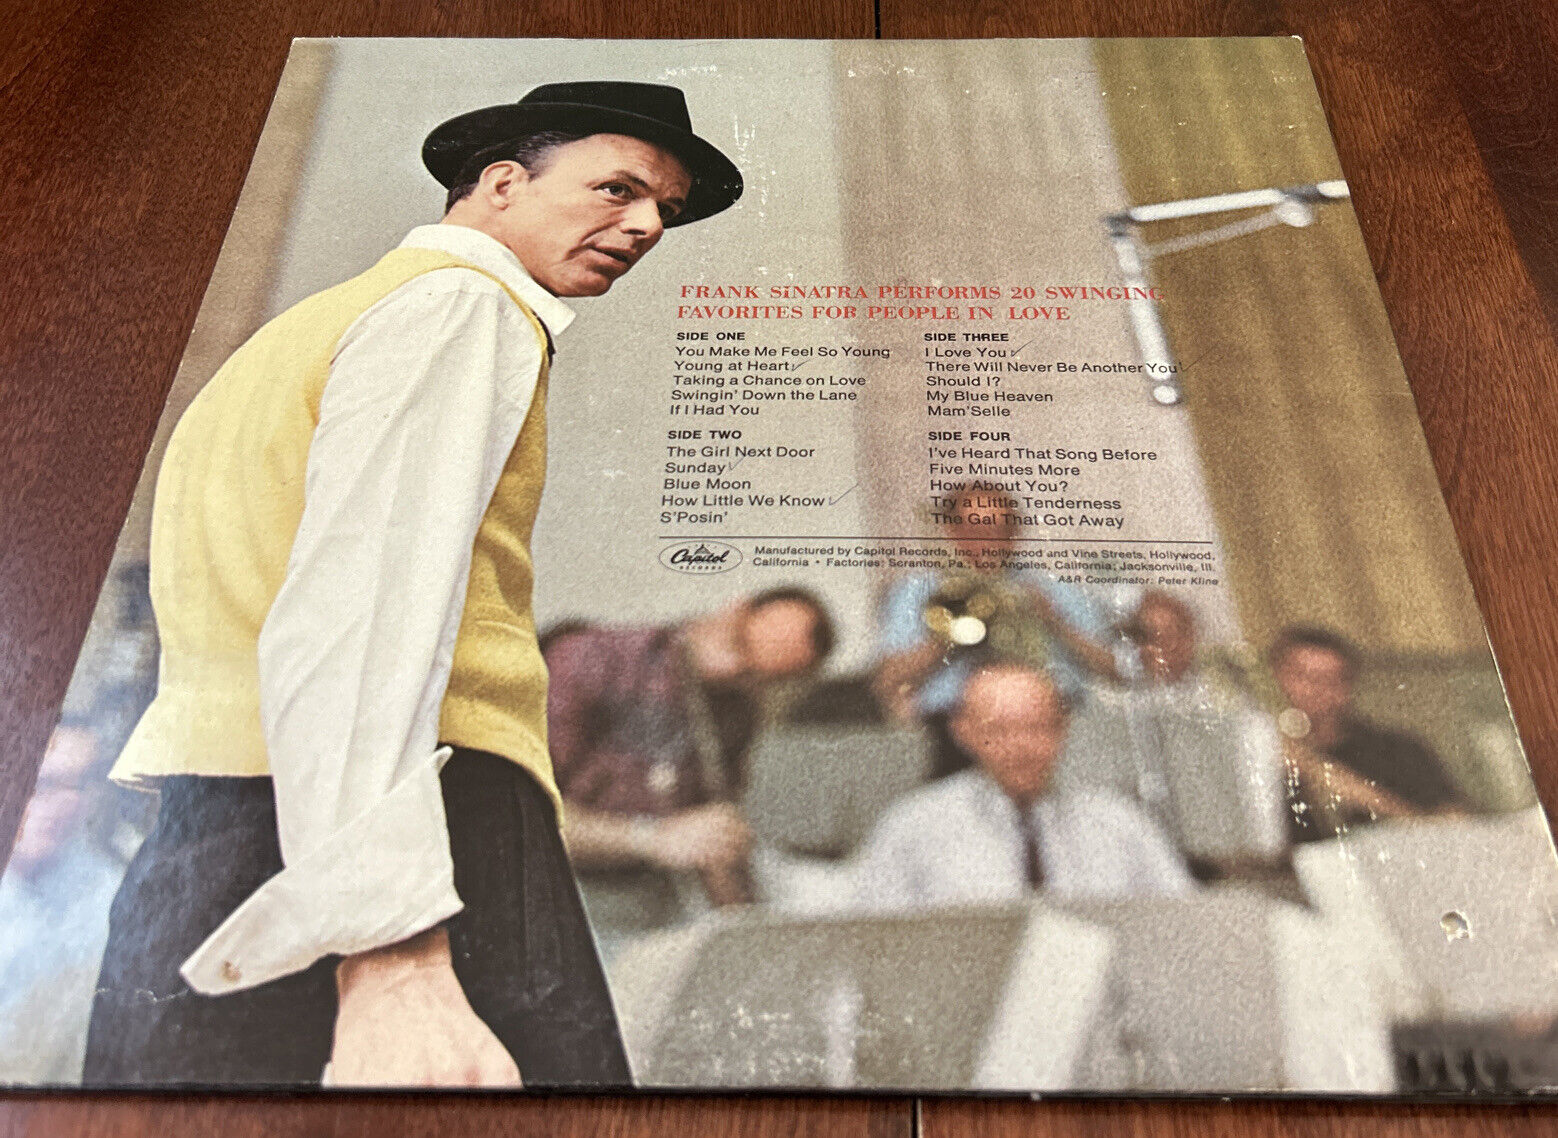 FRANK SiNATRA PERFORMS 20 SWINGING
FAVORITES FOR PEOPLE IN LOVE
SIDE ONE
You Make Me Feel So Young
Young at Heart
Taking a Chance on Love
Swingin' Down the Lane
If I Had You
SIDE TWO
The Girl Next Door
Sunday
Blue Moon
How Little We Know
S'Posin'
SIDE THREE
I Love You
There Will Never Be Another You
Should I?
My Blue Heaven
Mam'Selle
SIDE FOUR
I've Heard That Song Before
Five Minutes More
How About You?
Try a Little Tenderness
The Gal That Got Away
Capitol
RECORDS
Manufactured by Capitol Records, Inc., Hollywood and Vine Streets, Hollywood,
California • Factories: Scranton, Pa.; Los Angeles, California; Jacksonville, Ill.
A&R Coordinator: Peter Kline